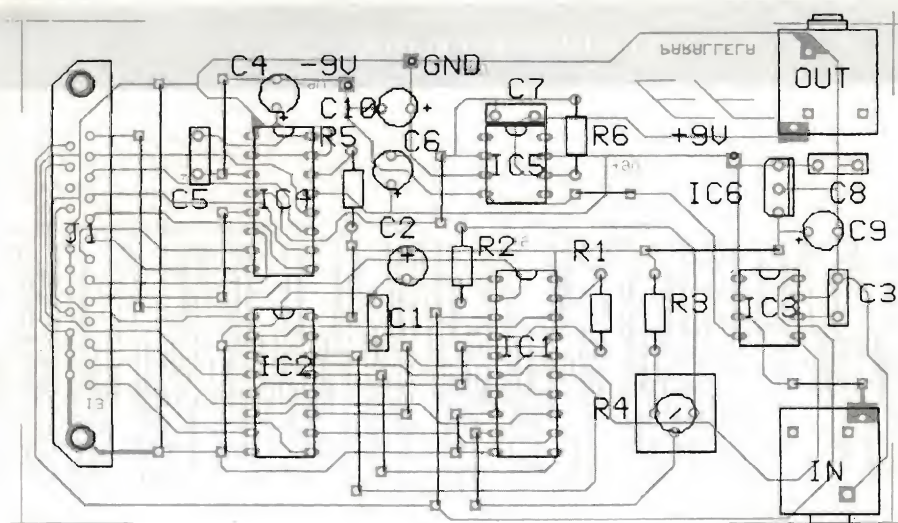 C4 -9V GND
PARALLELA
OUT
C10
C7
R5 C6
R6 +9V
IC5
C5 IC4
IC6 C8
J1
C2 R2 R1 C9
C1 R3 IC3 C3
IC2 IC1
R4
I3
IN